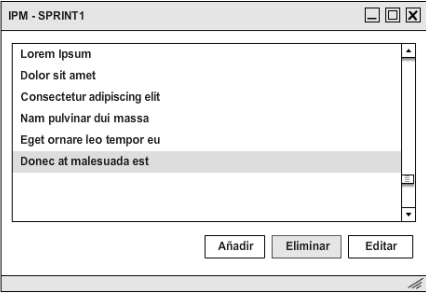 IPM - SPRINT1
Lorem Ipsum
Dolor sit amet
Consectetur adipiscing elit
Nam pulvinar dui massa
Eget ornare leo tempor eu
Donec at malesuada est
Añadir Eliminar Editar